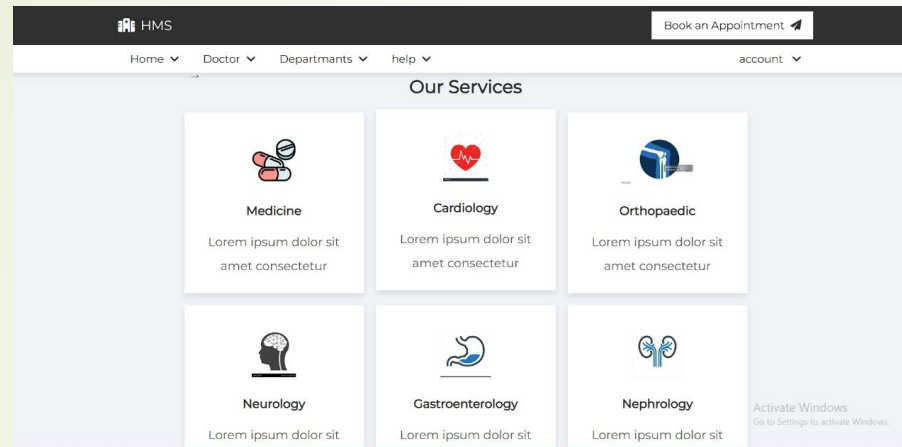 HMS
Book an Appointment
Home
Doctor
Departmants
help
account
Our Services
Medicine
Lorem ipsum dolor sit
amet consectetur
Cardiology
Lorem ipsum dolor sit
amet consectetur
Orthopaedic
Lorem ipsum dolor sit
amet consectetur
Neurology
Lorem ipsum dolor sit
Gastroenterology
Lorem ipsum dolor sit
Nephrology
Lorem ipsum dolor sit
Activate Windows
Go to Settings to activate Windows.